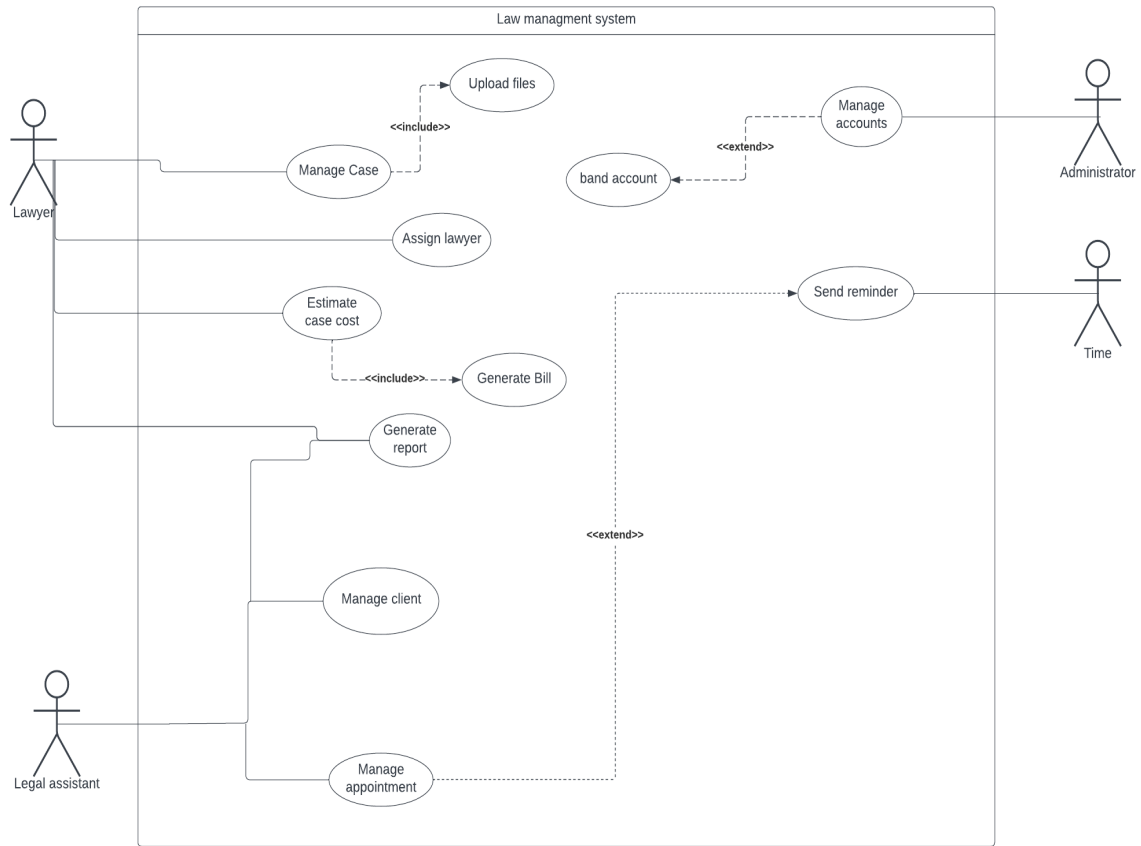 Law managment system
Upload files
<<include>>
Manage Case
Lawyer
Assign lawyer
Estimate
case cost
<<include>>
Generate Bill
Generate
report
Manage client
Legal assistant
Manage
appointment
<<extend>>
Manage
accounts
<<extend>>
band account
Administrator
Send reminder
Time